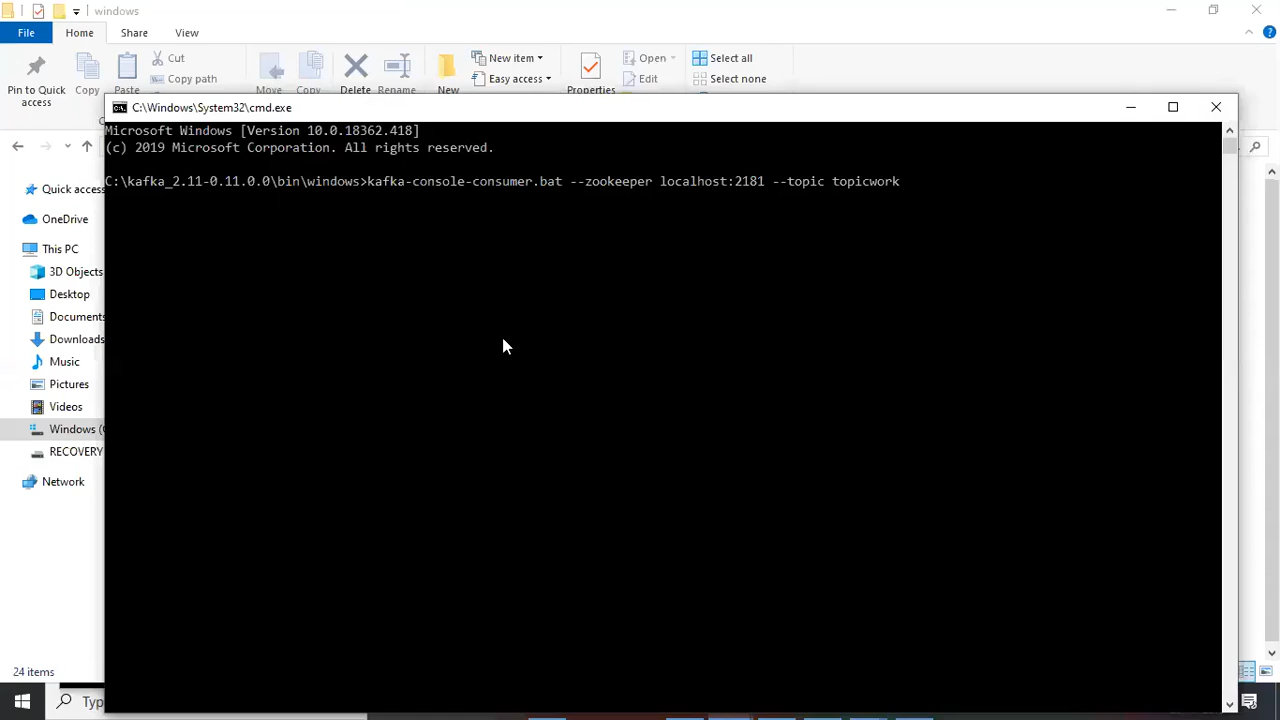 windows
File
Home
Share
View
Pin to Quick access
Copy
Paste
Cut
Copy path
Move
Copy
Delete
Rename
New
New item
Easy access
Properties
Open
Edit
Select all
Select none
C:\Windows\System32\cmd.exe
Microsoft Windows [Version 10.0.18362.418]
(c) 2019 Microsoft Corporation. All rights reserved.
C:\kafka_2.11-0.11.0.0\bin\windows>kafka-console-consumer.bat --zookeeper localhost:2181 --topic topicwork
Quick access
OneDrive
This PC
3D Objects
Desktop
Documents
Downloads
Music
Pictures
Videos
Windows (
RECOVERY
Network
24 items
Typ